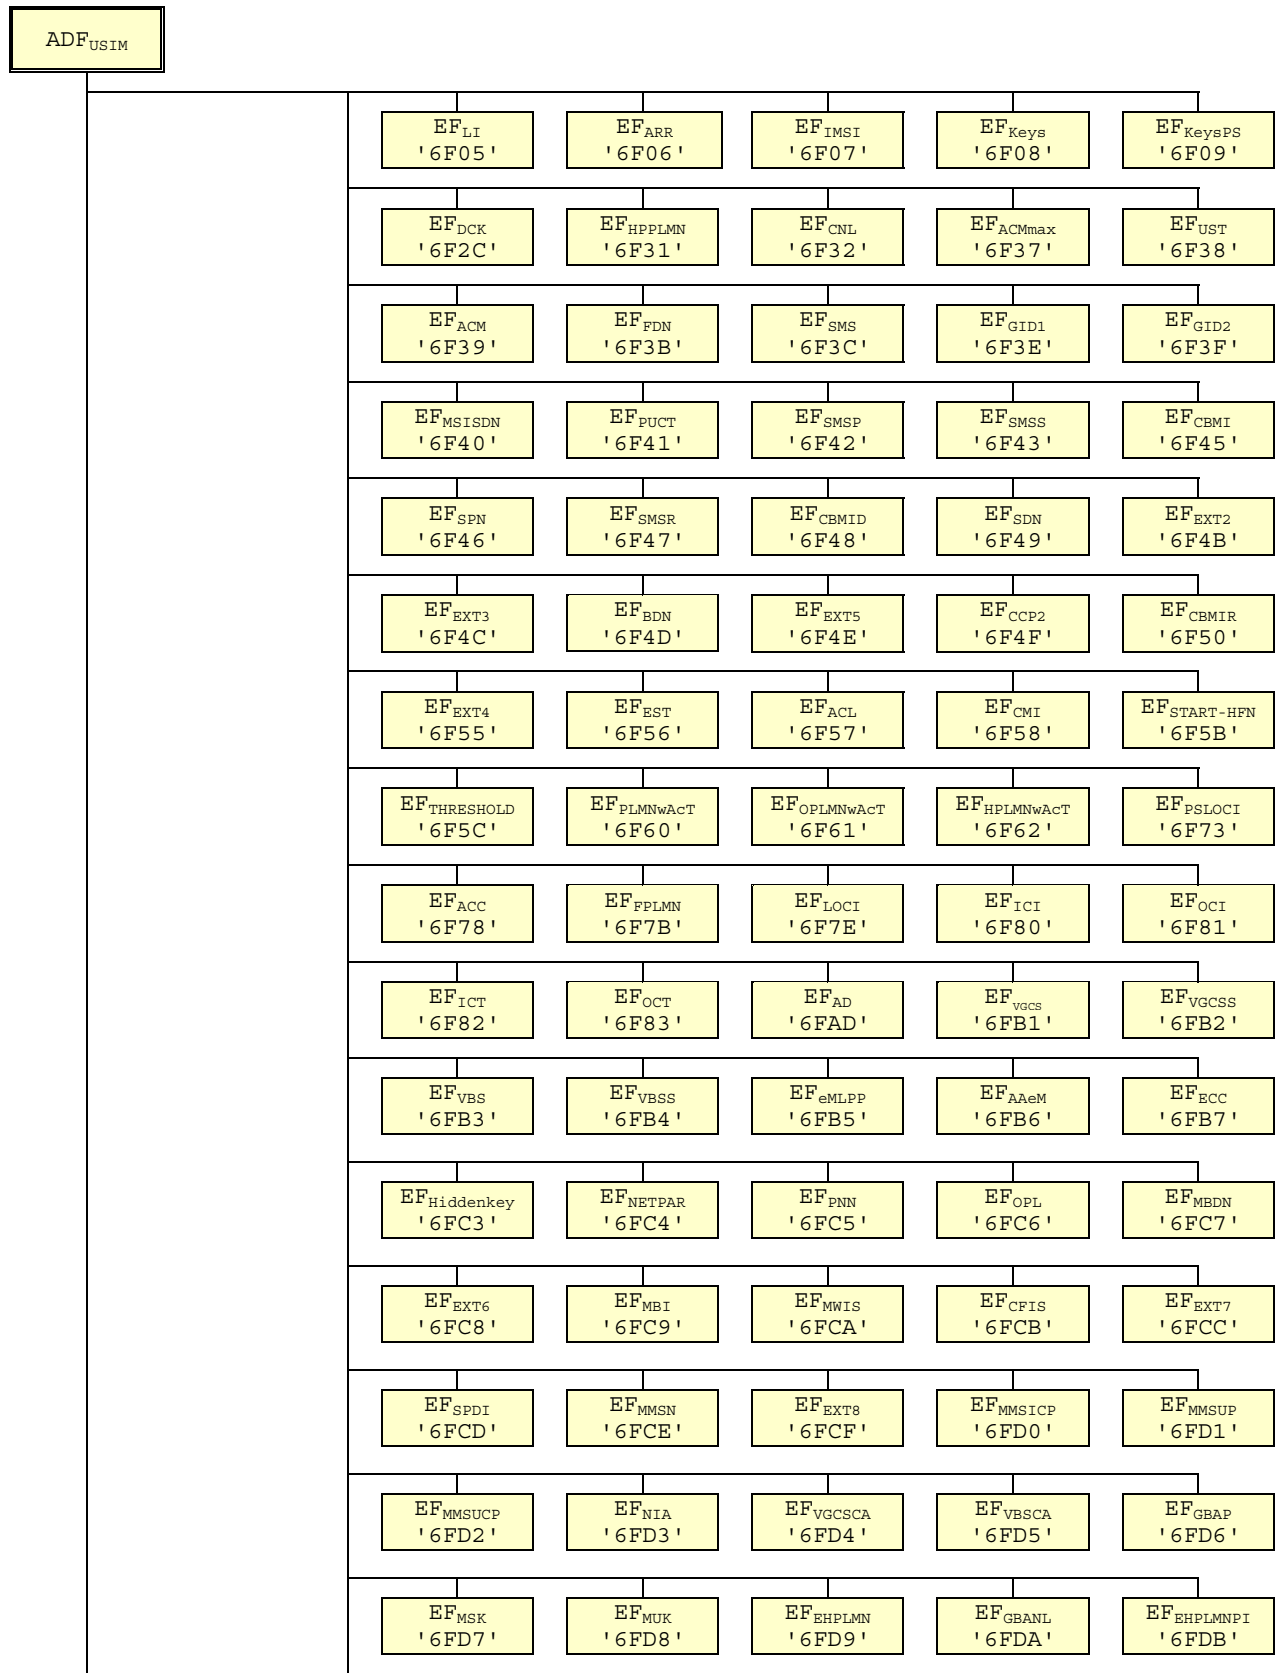 ADFUSIM
EFLI EFARR EFIMSI EFKeys EFKeysPS
'6F05' '6F06' '6F07' '6F08' '6F09'
EFDCK EFHPPLMN EFCNL EFACMmax EFUST
'6F2C' '6F31' '6F32' '6F37' '6F38'
EFACM EFFDN EFSMS EFGID1 EFGID2
'6F39' '6F3B' '6F3C' '6F3E' '6F3F'
EFMSISDN EFPUCT EFSMSP EFSMSS EFCBMI
'6F40' '6F41' '6F42' '6F43' '6F45'
EFSPN EFSMSR EFCBMID EFSDN EFEXT2
'6F46' '6F47' '6F48' '6F49' '6F4B'
EFEXT3 EFBDN EFEXT5 EFCCP2 EFCBMIR
'6F4C' '6F4D' '6F4E' '6F4F' '6F50'
EFEXT4 EFEST EFACL EFCMI EFSTART-HFN
'6F55' '6F56' '6F57' '6F58' '6F5B'
EFTHRESHOLD EFPLMNwAcT EFOPLMNwAcT EFHPLMNwAcT EFPSLOCI
'6F5C' '6F60' '6F61' '6F62' '6F73'
EFACC EFFPLMN EFLOCI EFICI EFOCI
'6F78' '6F7B' '6F7E' '6F80' '6F81'
EFICT EFOCT EFAD EFVGCS EFVGCSS
'6F82' '6F83' '6FAD' '6FB1' '6FB2'
EFVBS EFVBSS EFeMLPP EFAAeM EFECC
'6FB3' '6FB4' '6FB5' '6FB6' '6FB7'
EFHiddenkey EFNETPAR EFPNN EFOPL EFMBDN
'6FC3' '6FC4' '6FC5' '6FC6' '6FC7'
EFEXT6 EFMBI EFMWIS EFCFIS EFEXT7
'6FC8' '6FC9' '6FCA' '6FCB' '6FCC'
EFSPDI EFMMSN EFEXT8 EFMMSICP EFMMSUP
'6FCD' '6FCE' '6FCF' '6FD0' '6FD1'
EFMMSUCP EFNIA EFVGCSCA EFVBSCA EFGBAP
'6FD2' '6FD3' '6FD4' '6FD5' '6FD6'
EFMSK EFMUK EFEHPLMN EFGBANL EFEHPLMNPI
'6FD7' '6FD8' '6FD9' '6FDA' '6FDB'